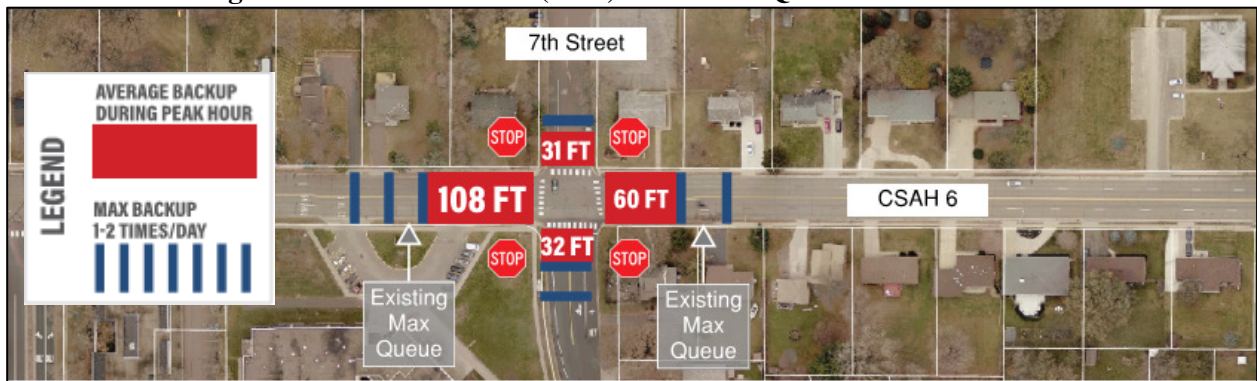 7th Street
LEGEND
AVERAGE BACKUP
DURING PEAK HOUR
MAX BACKUP
1-2 TIMES/DAY
STOP
STOP
31 FT
108 FT
60 FT
CSAH 6
32 FT
STOP
STOP
Existing
Max
Queue
Existing
Max
Queue